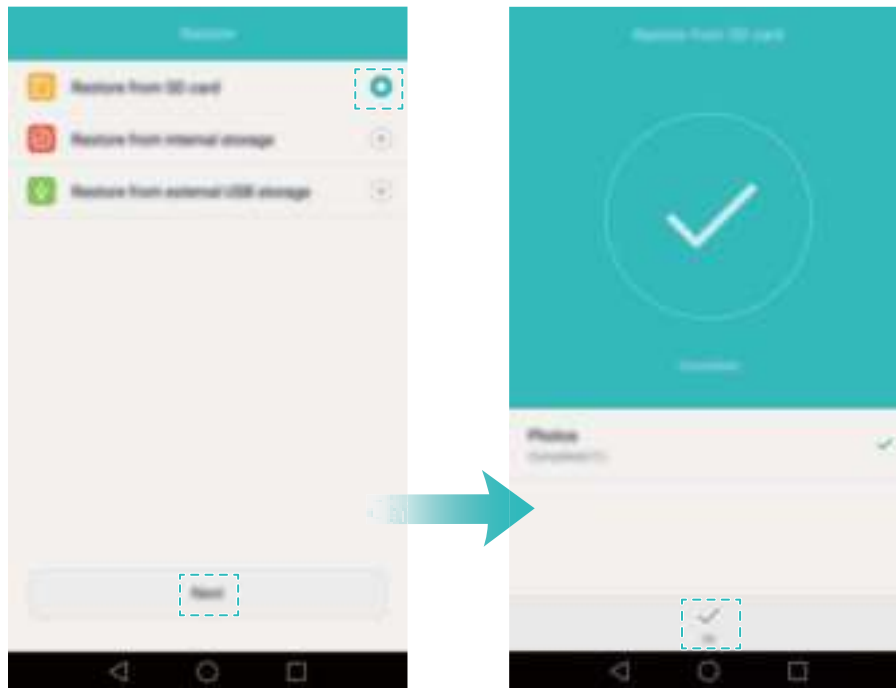 Restore
Restore from SD card
Restore from internal storage
Restore from external USB storage
Next
Restore from SD card
Completed
Photos